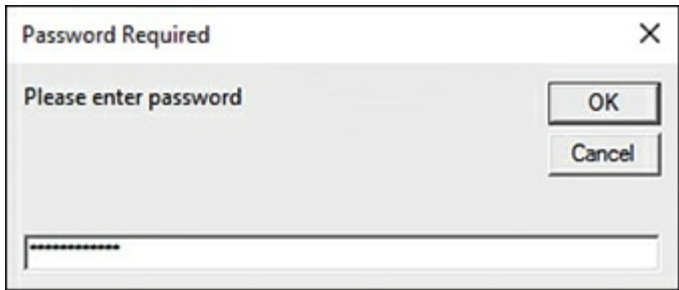 Password Required
Please enter password
OK
Cancel
************